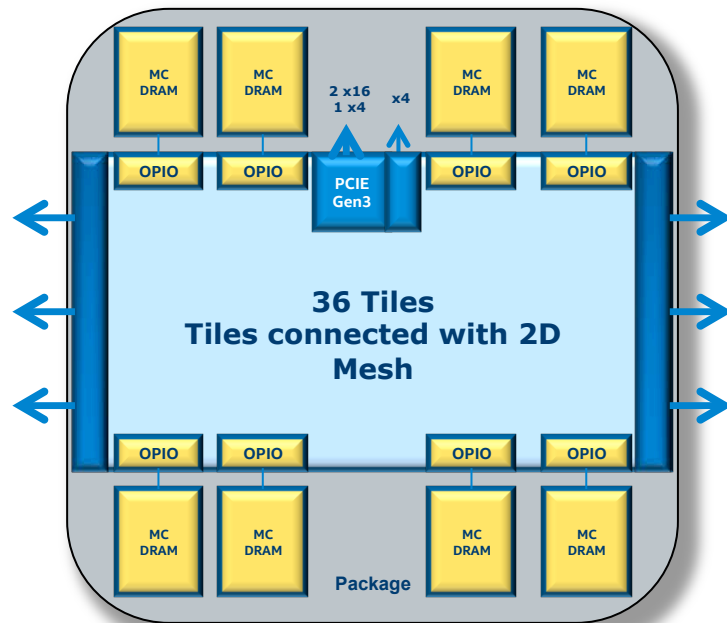 MC
DRAM
MC
DRAM
2 x16
1 x4
x4
MC
DRAM
MC
DRAM
OPIO
OPIO
PCIE
Gen3
OPIO
OPIO
36 Tiles
Tiles connected with 2D
Mesh
OPIO
OPIO
OPIO
OPIO
MC
DRAM
MC
DRAM
MC
DRAM
MC
DRAM
Package